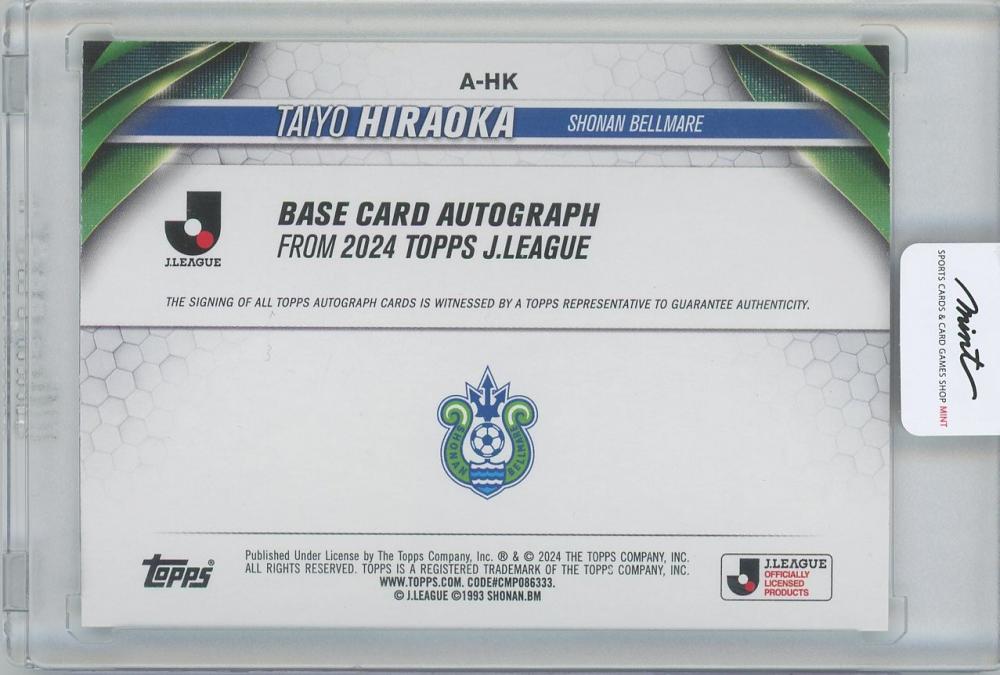 A-HK
TAIYO HIRAOKA SHONAN BELLMARE
J.LEAGUE
BASE CARD AUTOGRAPH
FROM 2024 TOPPS J.LEAGUE
THE SIGNING OF ALL TOPPS AUTOGRAPH CARDS IS WITNESSED BY A TOPPS REPRESENTATIVE TO GUARANTEE AUTHENTICITY.
mint
SPORTS CARDS & CARD GAMES SHOP MINT
SHONAN BELLMARE
Topps®
Published Under License by The Topps Company, Inc. ® & © 2024 THE TOPPS COMPANY, INC.
ALL RIGHTS RESERVED. TOPPS IS A REGISTERED TRADEMARK OF THE TOPPS COMPANY, INC.
WWW.TOPPS.COM. CODE#CMP086333.
© J.LEAGUE ©1993 SHONAN.BM
J.LEAGUE
OFFICIALLY
LICENSED
PRODUCTS